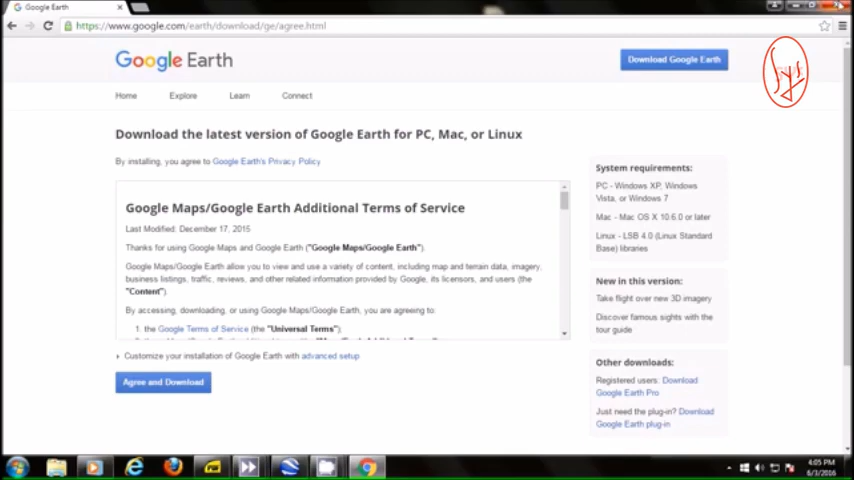 Google Earth
https://www.google.com/earth/download/ge/agree.html
Google Earth
Download Google Earth
Home
Explore
Learn
Connect
Download the latest version of Google Earth for PC, Mac, or Linux
By installing, you agree to Google Earth's Privacy Policy
Google Maps/Google Earth Additional Terms of Service
Last Modified: December 17, 2015
Thanks for using Google Maps and Google Earth ("Google Maps/Google Earth").
Google Maps/Google Earth allow you to view and use a variety of content, including map and terrain data, imagery,
business listings, traffic, reviews, and other related information provided by Google, its licensors, and users (the
"Content").
By accessing, downloading, or using Google Maps/Google Earth, you are agreeing to:
1. the Google Terms of Service (the "Universal Terms");
Customize your installation of Google Earth with advanced setup
Agree and Download
System requirements:
PC - Windows XP, Windows
Vista, or Windows 7
Mac - Mac OS X 10.6.0 or later
Linux - LSB 4.0 (Linux Standard
Base) libraries
New in this version:
Take flight over new 3D imagery
Discover famous sights with the
tour guide
Other downloads:
Registered users: Download
Google Earth Pro
Just need the plug-in? Download
Google Earth plug-in
4:05 PM
6/3/2016